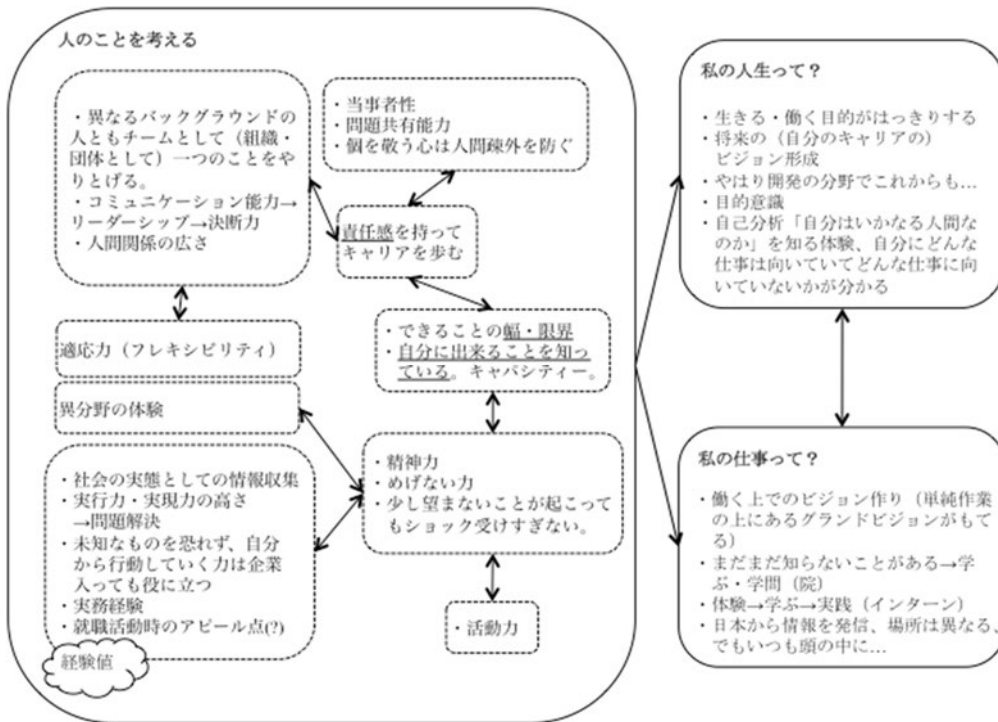 人のことを考える
・異なるバックグラウンドの
人ともチームとして（組織・
団体として）一つのことをや
りとげる。
・コミュニケーション能力→
リーダーシップ→決断力
・人間関係の広さ
・当事者性
・問題共有能力
・個を敬う心は人間疎外を防ぐ
責任感を持って
キャリアを歩む
・できることの幅・限界
・自分に出来ることを知っ
ている。キャパシティー。
適応力（フレキシビリティ）
異分野の体験
・社会の実態としての情報収集
・実行力・実現力の高さ
→問題解決
・未知なものを恐れず、自分
から行動していく力は企業
入っても役に立つ
・実務経験
・就職活動時のアピール点(?)
経験値
・精神力
・めげない力
・少し望まないことが起こって
もショック受けすぎない。
・活動力
私の人生って？
・生きる・働く目的がはっきりする
・将来の（自分のキャリアの）
ビジョン形成
・やはり開発の分野でこれからも…
・目的意識
・自己分析「自分はいかなる人間な
のか」を知る体験、自分にどんな
仕事は向いていてどんな仕事に向
いていないかが分かる
私の仕事って？
・働く上でのビジョン作り（単純作業
の上にあるグランドビジョンがもて
る）
・まだまだ知らないことがある→学
ぶ・学問（院）
・体験→学ぶ→実践（インターン）
・日本から情報を発信、場所は異なる、
でもいつも頭の中に…